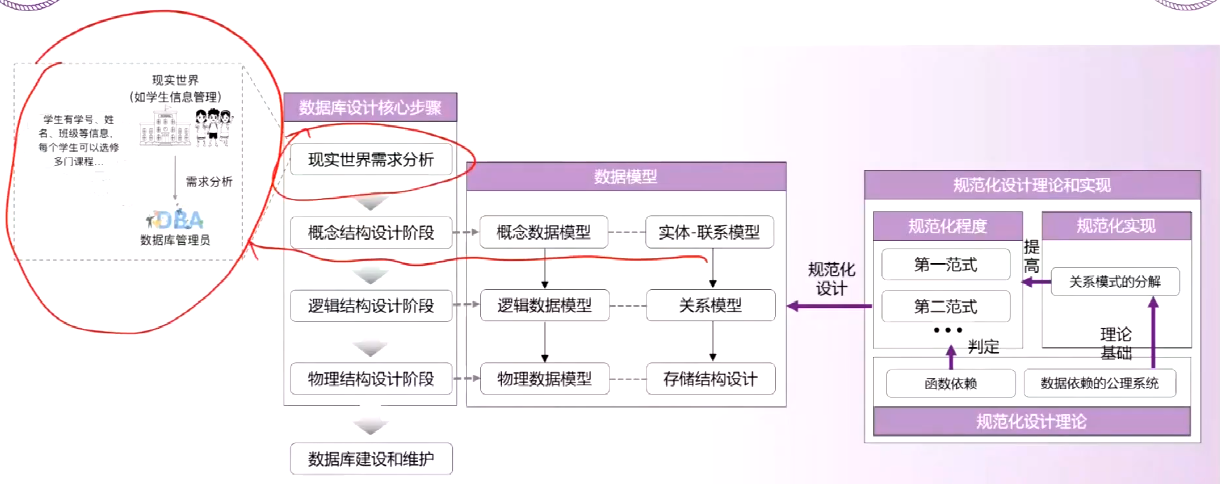 现实世界
（如学生信息管理）
学生有学号、姓
名、班级等信息、
每个学生可以选修
多门课程...
需求分析
DBA
数据库管理员
数据库设计核心步骤
现实世界需求分析
概念结构设计阶段
逻辑结构设计阶段
物理结构设计阶段
数据库建设和维护
数据模型
概念数据模型
实体-联系模型
逻辑数据模型
关系模型
物理数据模型
存储结构设计
规范化
设计
规范化设计理论和实现
规范化程度
第一范式
第二范式
•••
提
高
规范化实现
关系模式的分解
判定
理论
基础
函数依赖
数据依赖的公理系统
规范化设计理论